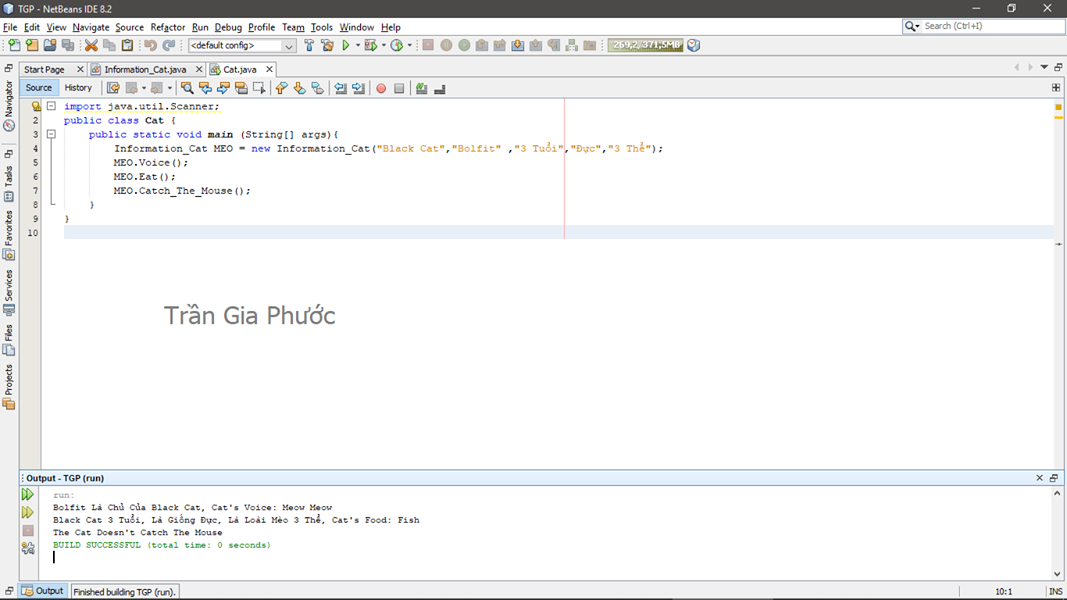 TGP - NetBeans IDE 8.2
File Edit View Navigate Source Refactor Run Debug Profile Team Tools Window Help
Search (Ctrl+I)
<default config>
269,2/371,5MB
Start Page
Information_Cat.java
Cat.java
Source History
Navigator
Tasks
Favorites
Services
Files
Projects
import java.util.Scanner;
2 public class Cat {
3 public static void main (String[] args){
4 Information_Cat MEO = new Information_Cat("Black Cat","Bolfit" ,"3 Tuổi","Đực","3 Thể");
5 MEO.Voice();
6 MEO.Eat();
7 MEO.Catch_The_Mouse();
8 }
9 }
10
Trần Gia Phước
Output - TGP (run)
run:
Bolfit Là Chủ Của Black Cat, Cat's Voice: Meow Meow
Black Cat 3 Tuổi, Là Giống Đực, Là Loài Mèo 3 Thể, Cat's Food: Fish
The Cat Doesn't Catch The Mouse
BUILD SUCCESSFUL (total time: 0 seconds)
Output
Finished building TGP (run).
10:1
INS